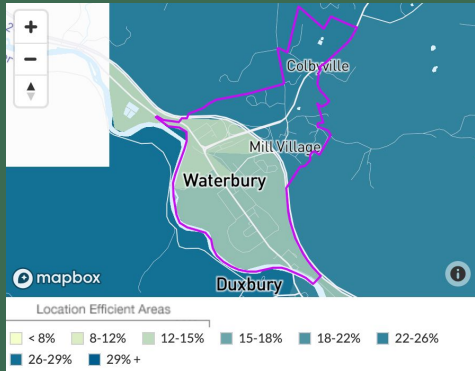 Colbyville
Mill Village
Waterbury
Duxbury
mapbox
Location Efficient Areas
< 8% 8-12% 12-15% 15-18% 18-22% 22-26%
26-29% 29% +